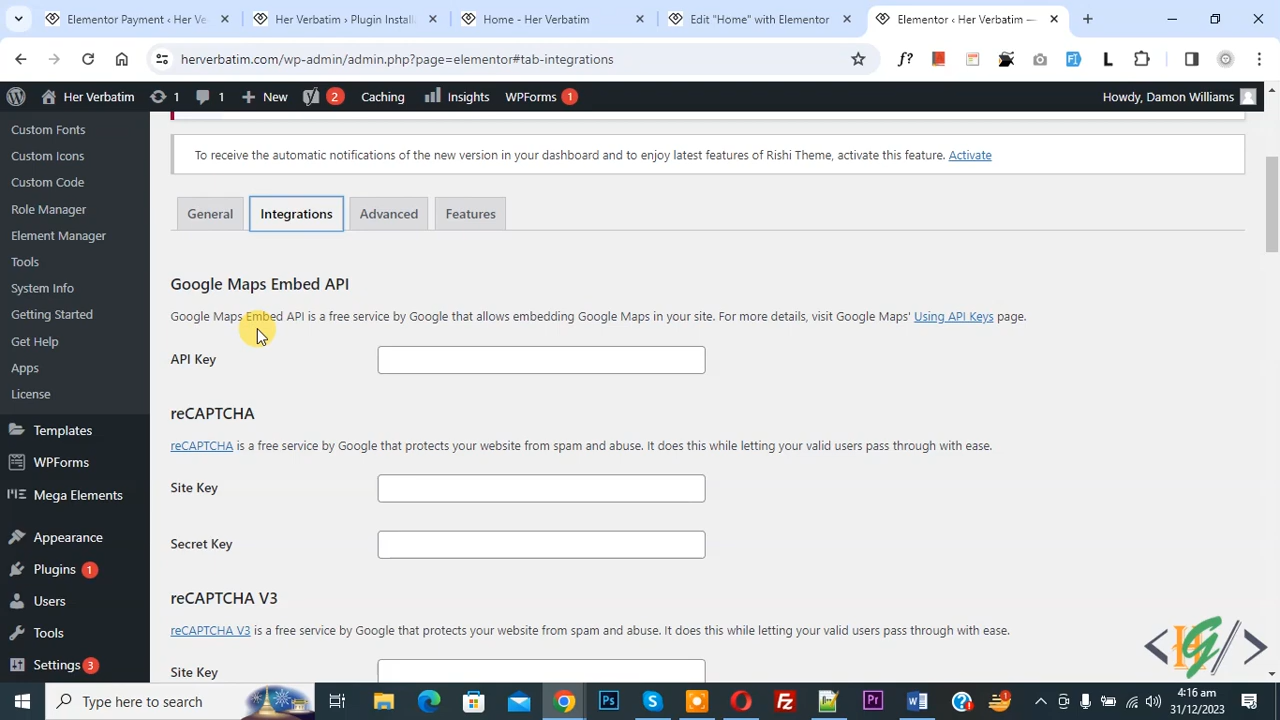 Elementor Payment ‹ Her Ve
Her Verbatim › Plugin Install
Home - Her Verbatim
Edit "Home" with Elementor
Elementor ‹ Her Verbatim —
herverbatim.com/wp-admin/admin.php?page=elementor#tab-integrations
Her Verbatim
1
1
New
2
Caching
Insights
WPForms 1
Howdy, Damon Williams
Custom Fonts
Custom Icons
Custom Code
Role Manager
Element Manager
Tools
System Info
Getting Started
Get Help
Apps
License
Templates
WPForms
Mega Elements
Appearance
Plugins 1
Users
Tools
Settings 3
To receive the automatic notifications of the new version in your dashboard and to enjoy latest features of Rishi Theme, activate this feature. Activate
General
Integrations
Advanced
Features
Google Maps Embed API
Google Maps Embed API is a free service by Google that allows embedding Google Maps in your site. For more details, visit Google Maps' Using API Keys page.
API Key
reCAPTCHA
reCAPTCHA is a free service by Google that protects your website from spam and abuse. It does this while letting your valid users pass through with ease.
Site Key
Secret Key
reCAPTCHA V3
reCAPTCHA V3 is a free service by Google that protects your website from spam and abuse. It does this while letting your valid users pass through with ease.
Site Key
Type here to search
4:16 am
31/12/2023